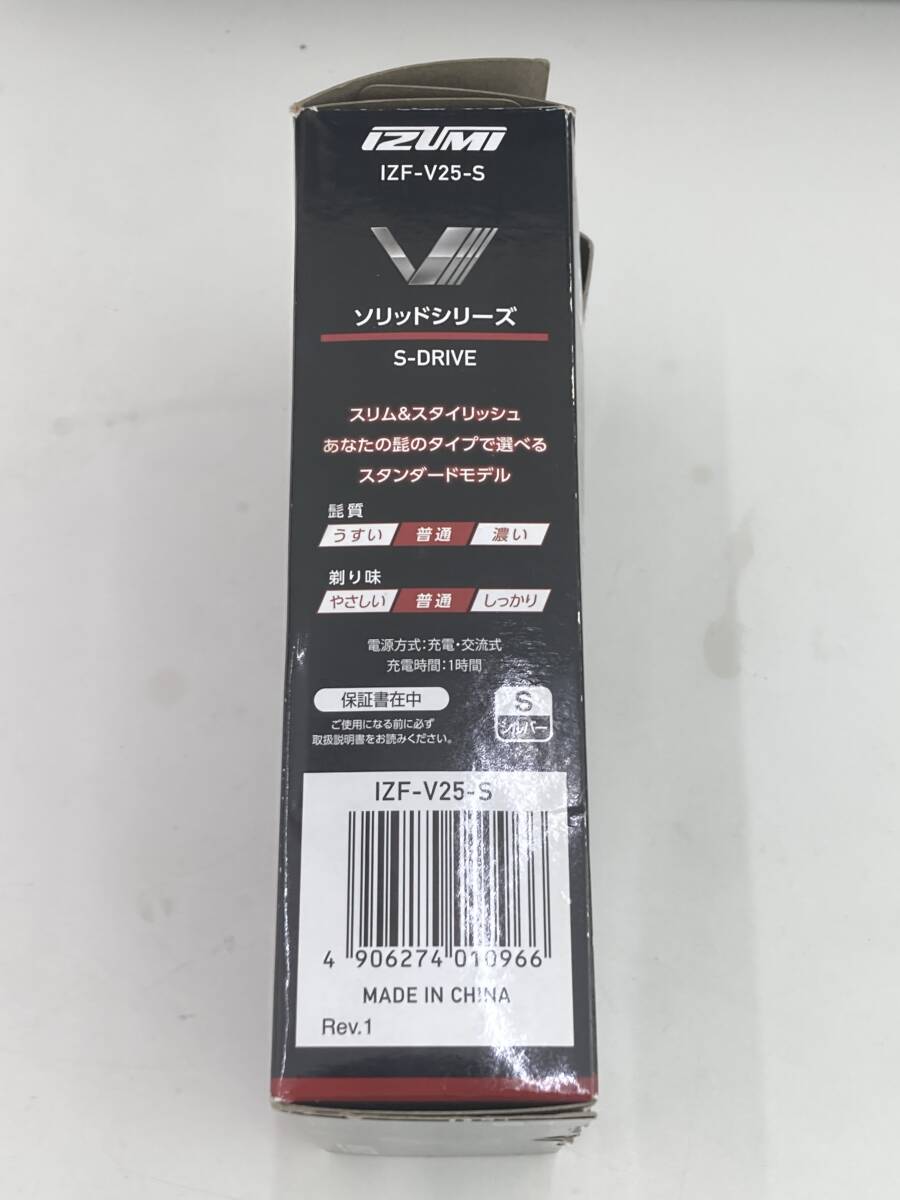 IZUMI
IZF-V25-S
V
ソリッドシリーズ
S-DRIVE
スリム&スタイリッシュ
あなたの髭のタイプで選べる
スタンダードモデル
髭質
うすい 普通 濃い
剃り味
やさしい 普通 しっかり
電源方式:充電・交流式
充電時間:1時間
保証書在中
ご使用になる前に必ず
取扱説明書をお読みください。
S
シルバー
IZF-V25-S
4 906274 010966
MADE IN CHINA
Rev.1